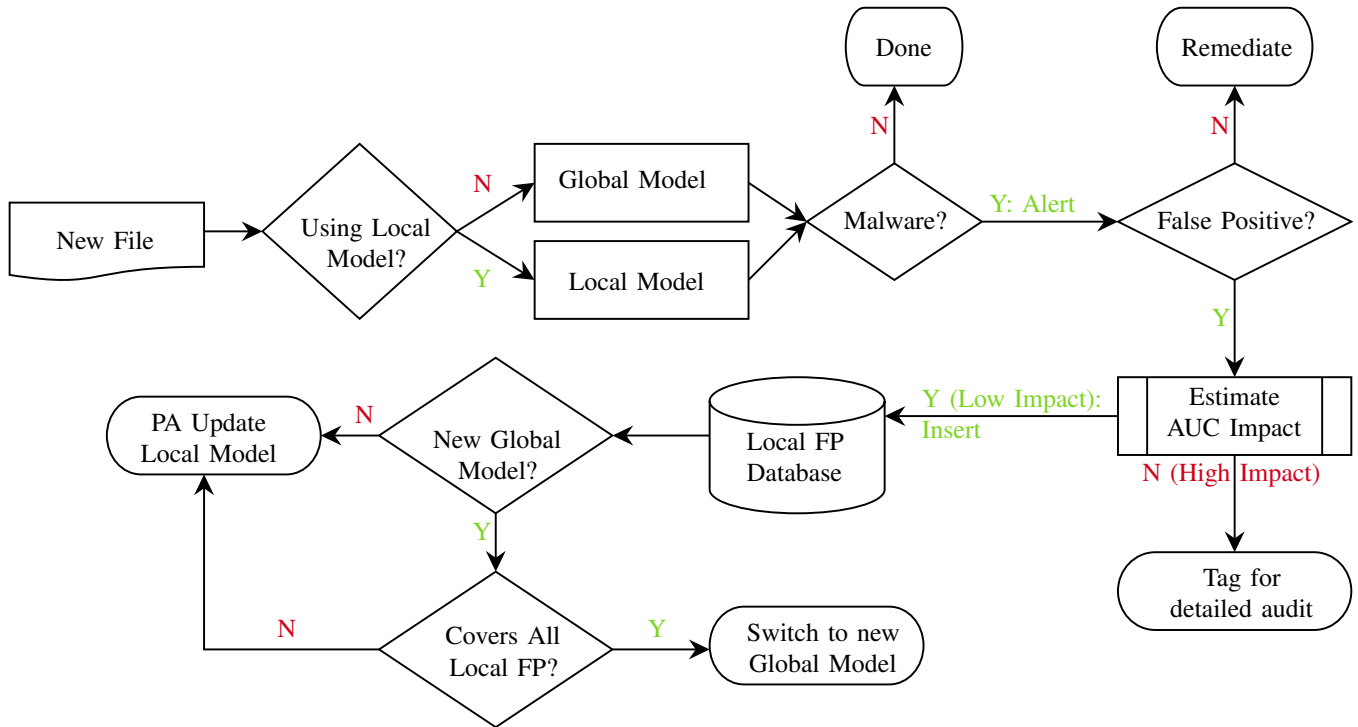 Done
Remediate
N
N
New File
Using Local
Model?
N
Y
Global Model
Local Model
Malware?
Y: Alert
False Positive?
Y
Estimate
AUC Impact
Y (Low Impact):
Insert
N (High Impact)
Tag for
detailed audit
Local FP
Database
New Global
Model?
N
PA Update
Local Model
Y
Covers All
Local FP?
N
Y
Switch to new
Global Model